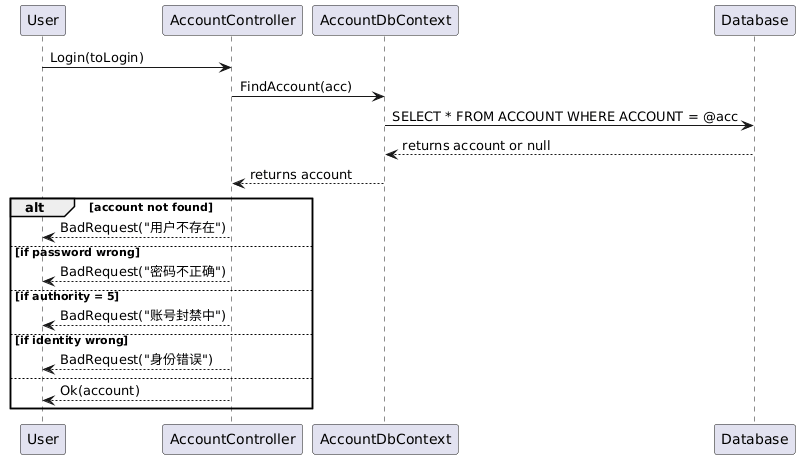 User AccountController AccountDbContext Database
Login(toLogin)
FindAccount(acc)
SELECT * FROM ACCOUNT WHERE ACCOUNT = @acc
returns account or null
returns account
alt [account not found]
BadRequest("用户不存在")
[if password wrong]
BadRequest("密码不正确")
[if authority = 5]
BadRequest("账号封禁中")
[if identity wrong]
BadRequest("身份错误")
Ok(account)
User AccountController AccountDbContext Database